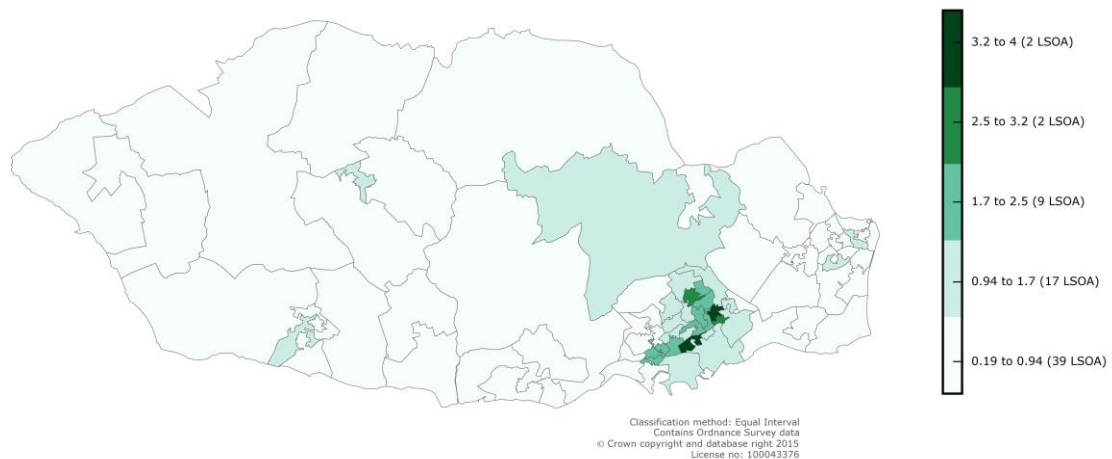 3.2 to 4 (2 LSOA)
2.5 to 3.2 (2 LSOA)
1.7 to 2.5 (9 LSOA)
0.94 to 1.7 (17 LSOA)
0.19 to 0.94 (39 LSOA)
Classification method: Equal Interval
Contains Ordnance Survey data
© Crown copyright and database right 2015
License no: 100043376